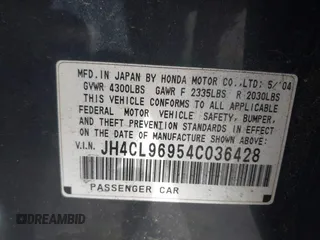 MFD.IN JAPAN BY HONDA MOTOR CO.,LTD: 5/'04
GVWR 4300LBS GAWR F 2335LBS R 2030LBS
THIS VEHICLE CONFORMS TO ALL APPLICABLE
FEDERAL MOTOR VEHICLE SAFETY, BUMPER,
AND THEFT PREVENTION STANDARDS IN EFFECT
ON THE DATE OF MANUFACTURE SHOWN ABOVE.
V.I.N. JH4CL96954C036428
PASSENGER CAR
DREAMBID